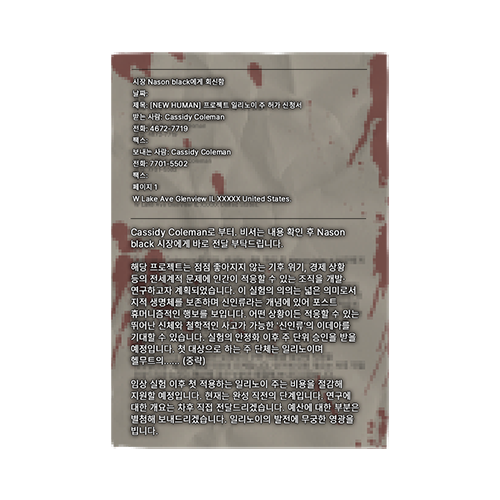 시장 Nason black에게 회신함
날짜:
제목: [NEW HUMAN] 프로젝트 일리노이 주 허가 신청서
받는 사람: Cassidy Coleman
전화: 4672-7719
팩스:
보내는 사람: Cassidy Coleman
전화: 7701-5502
팩스:
페이지 1
W Lake Ave Glenview IL XXXXX United States
Cassidy Coleman로 부터. 비서는 내용 확인 후 Nason
black 시장에게 바로 전달 부탁드립니다.
해당 프로젝트는 점점 좋아지지 않는 기후 위기, 경제 상황
등의 전세계적 문제에 인간이 적응할 수 있는 조직을 개발,
연구하고자 계획되었습니다. 이 실험의 의의는 넓은 의미로서
지적 생명체를 보존하며 신인류라는 개념에 있어 포스트
휴머니즘적인 행보를 보입니다. 어떤 상황이든 적응할 수 있는
뛰어난 신체와 철학적인 사고가 가능한 '신인류'의 이데아를
기대할 수 있습니다. 실험의 안정화 이후 주 단위 승인을 받을
예정입니다. 첫 대상으로 하는 주 단체는 일리노이며
헬무트의...... (중략)
임상 실험 이후 첫 적용하는 일리노이 주는 비용을 절감해
지원할 예정입니다. 현재는 완성 직전의 단계입니다. 연구에
대한 개요는 차후 직접 전달드리겠습니다. 예산에 대한 부분은
별첨해 보내드리겠습니다. 일리노이의 발전에 무궁한 영광을
빕니다.